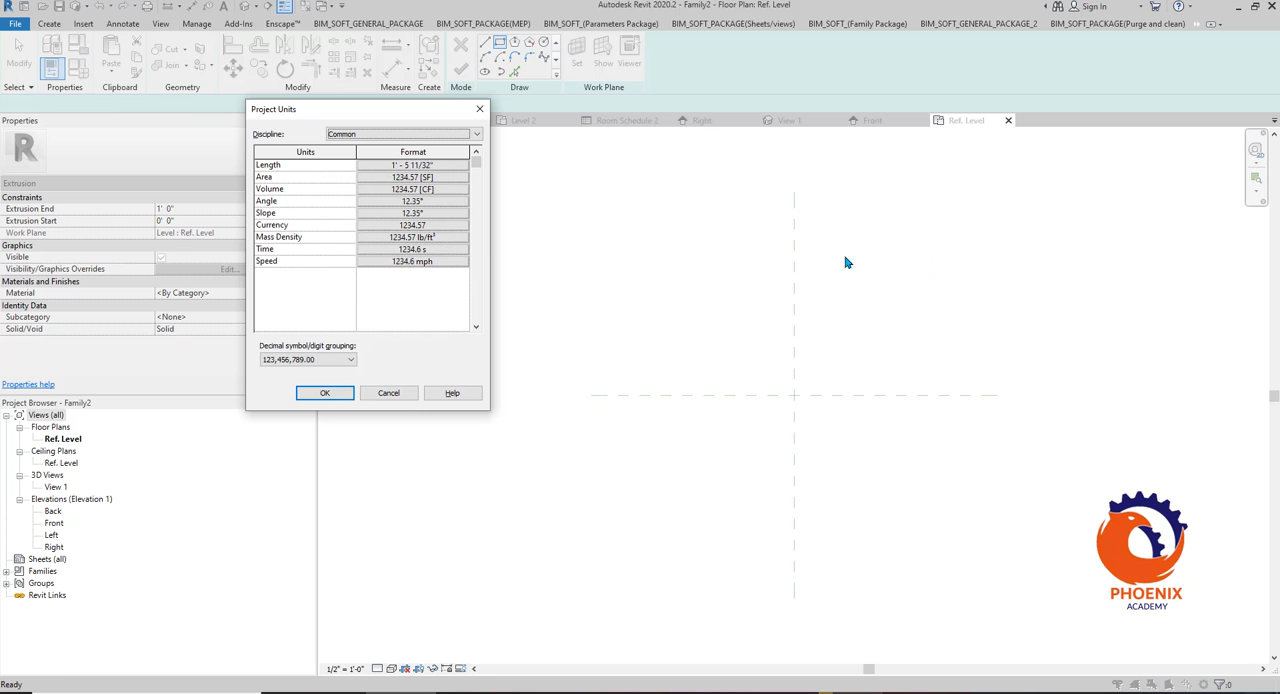 Autodesk Revit 2020.2 - Family2 - Floor Plan: Ref. Level
Sign In
File Create Annotate View Manage Add-Ins Enscape™ BIM_SOFT_GENERAL_PACKAGE BIM_SOFT_PACKAGE(MEP) BIM_SOFT_(Parameters Package) BIM_SOFT_PACKAGE(Sheets/views) BIM_SOFT_(Family Package) BIM_SOFT_GENERAL_PACKAGE_2 BIM_SOFT_PACKAGE(Purge and clean)
Modify Paste Cut Join Set Show Viewer
Select Properties Clipboard Geometry Modify Measure Create Mode Draw Work Plane
Level 2 Room Schedule 2 Right View 1 Front Ref. Level
Properties
Extrusion
Constraints
Extrusion End 1' 0"
Extrusion Start 0' 0"
Work Plane Level : Ref. Level
Graphics
Visible
Visibility/Graphics Overrides Edit...
Materials and Finishes
Material <By Category>
Identity Data
Subcategory <None>
Solid/Void Solid
Properties help
Project Browser - Family2
Views (all)
Floor Plans
Ref. Level
Ceiling Plans
Ref. Level
3D Views
View 1
Elevations (Elevation 1)
Back
Front
Left
Right
Sheets (all)
Families
Groups
Revit Links
Ready
Project Units
Discipline: Common
Units Format
Length 1' - 5 11/32"
Area 1234.57 [SF]
Volume 1234.57 [CF]
Angle 12.35°
Slope 12.35°
Currency 1234.57
Mass Density 1234.57 lb/ft³
Time 1234.6 s
Speed 1234.6 mph
Decimal symbol/digit grouping:
123,456,789.00
OK Cancel Help
1/2" = 1'-0"
:0
PHOENIX
ACADEMY